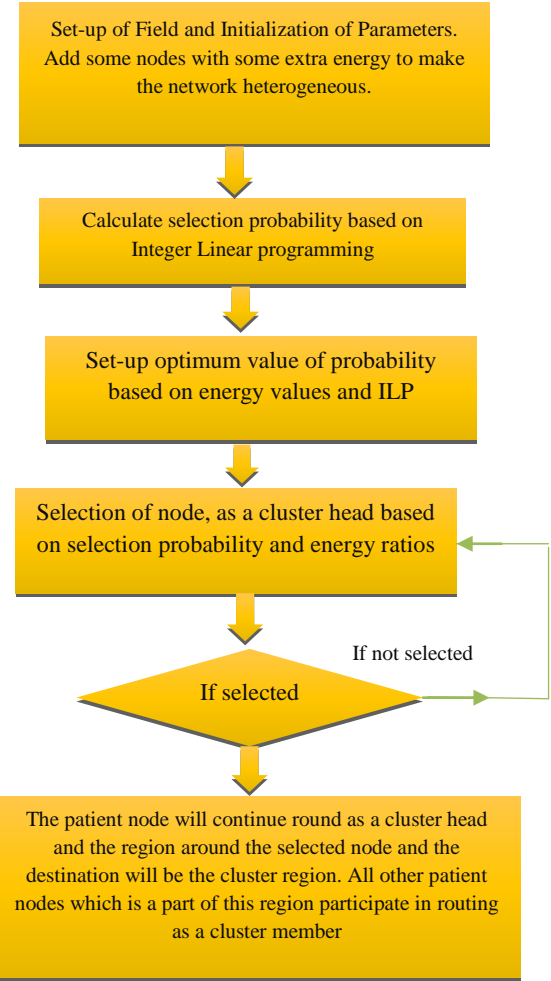 Set-up of Field and Initialization of Parameters.
Add some nodes with some extra energy to make
the network heterogeneous.
Calculate selection probability based on
Integer Linear programming
Set-up optimum value of probability
based on energy values and ILP
Selection of node, as a cluster head based
on selection probability and energy ratios
If not selected
If selected
The patient node will continue round as a cluster head
and the region around the selected node and the
destination will be the cluster region. All other patient
nodes which is a part of this region participate in routing
as a cluster member